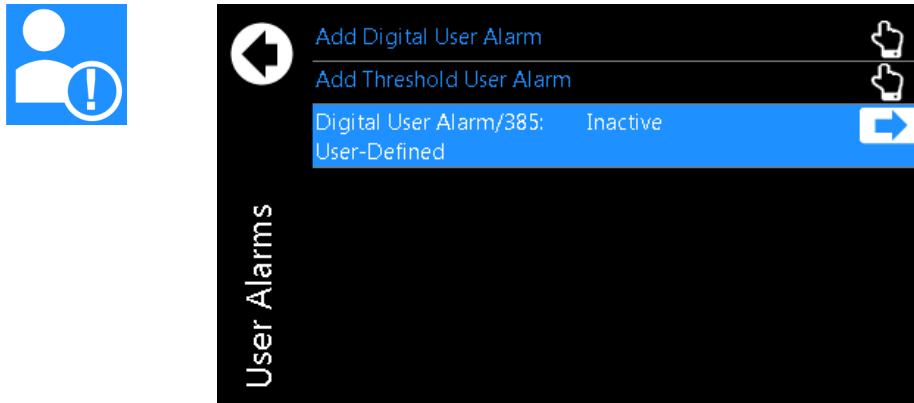 Add Digital User Alarm
Add Threshold User Alarm
Digital User Alarm/385: Inactive
User-Defined
User Alarms